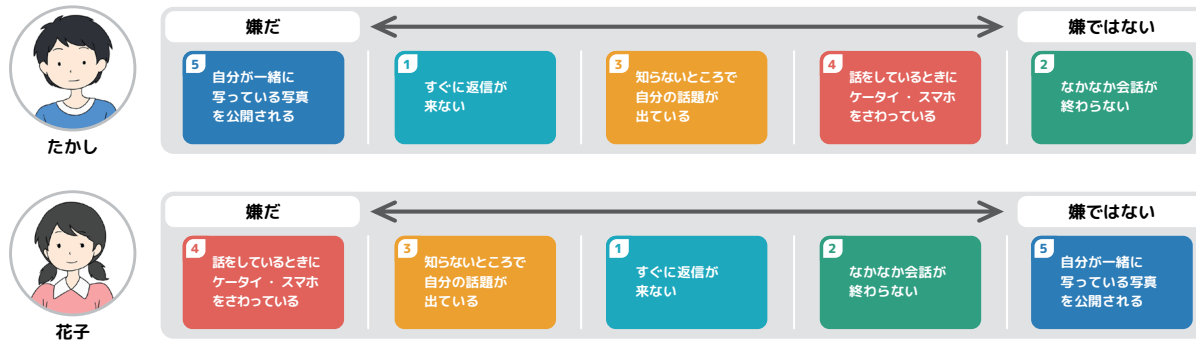 嫌だ
嫌ではない
5
自分が一緒に
写っている写真
を公開される
1
すぐに返信が
来ない
3
知らないところで
自分の話題が
出ている
4
話をしているときに
ケータイ・スマホ
をさわっている
2
なかなか会話が
終わらない
たかし
嫌だ
嫌ではない
4
話をしているときに
ケータイ・スマホ
をさわっている
3
知らないところで
自分の話題が
出ている
1
すぐに返信が
来ない
2
なかなか会話が
終わらない
5
自分が一緒に
写っている写真
を公開される
花子